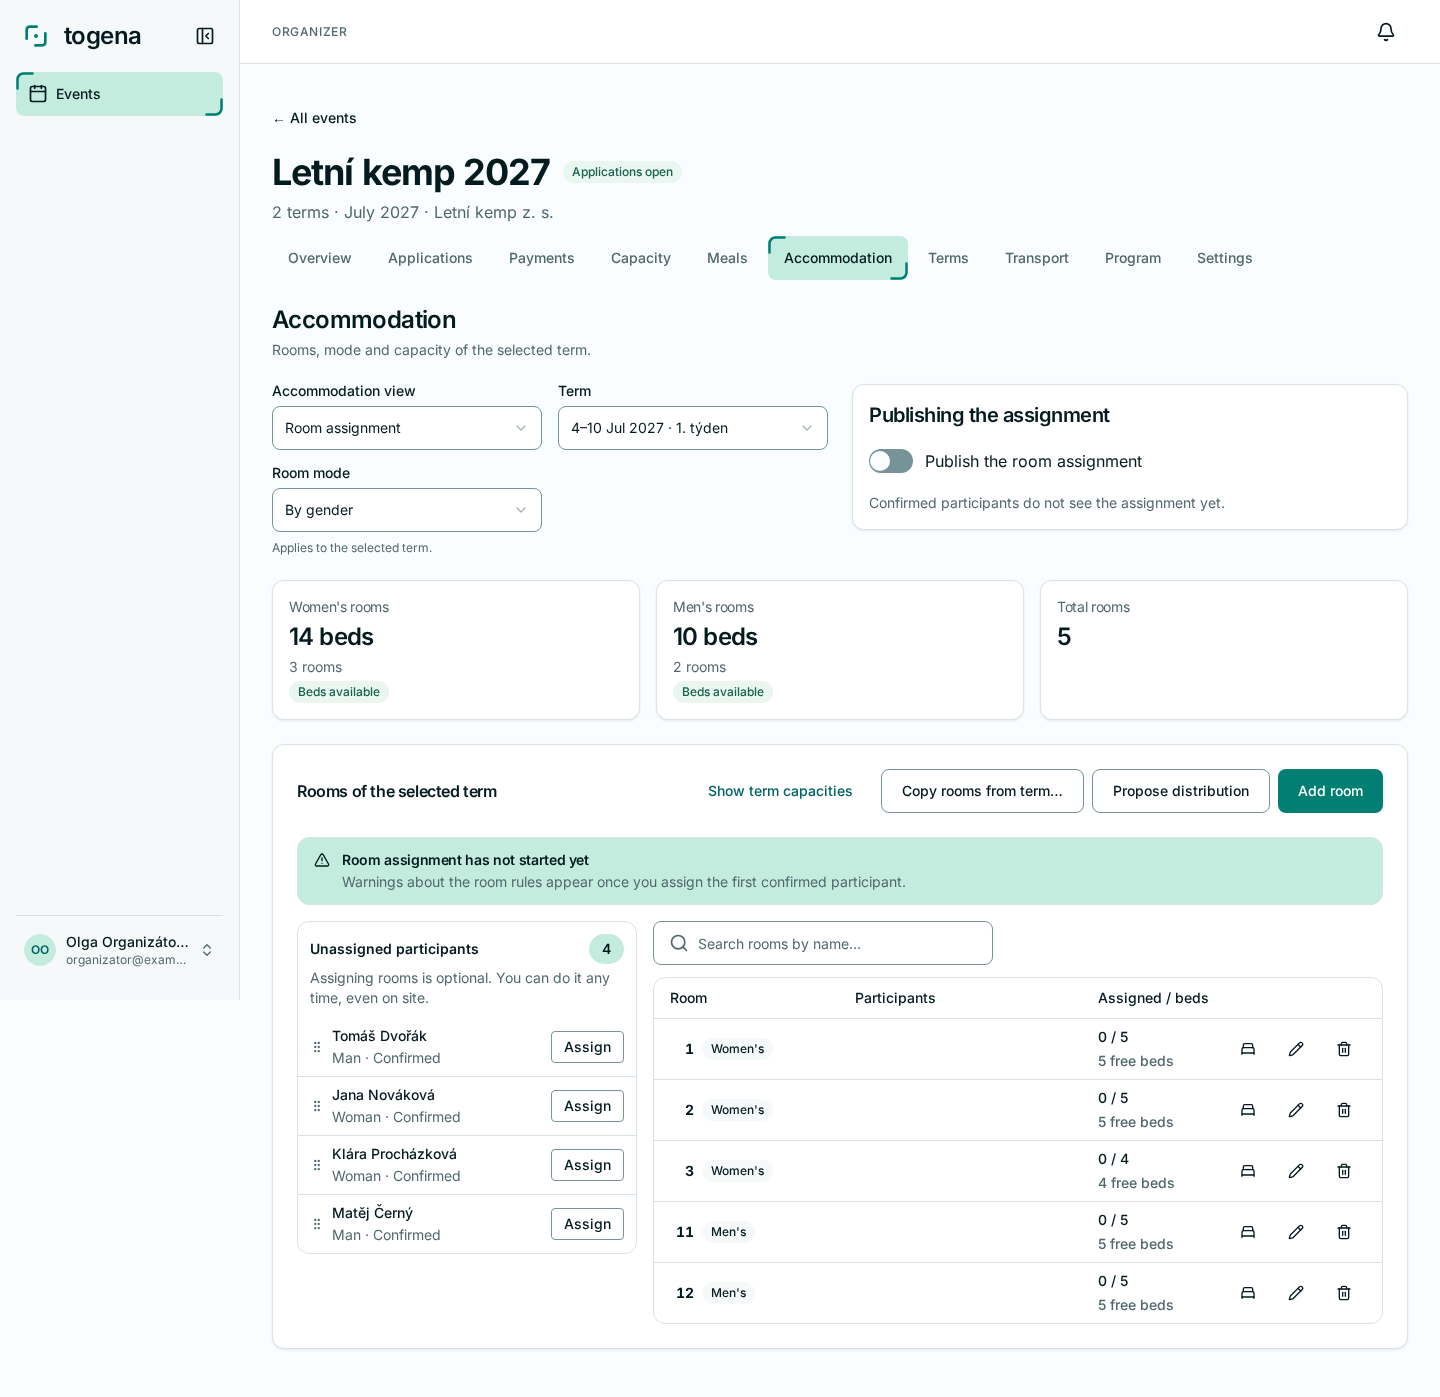 togena
Events
ORGANIZER
← All events
Letní kemp 2027
Applications open
2 terms · July 2027 · Letní kemp z. s.
Overview
Applications
Payments
Capacity
Meals
Accommodation
Terms
Transport
Program
Settings
Accommodation
Rooms, mode and capacity of the selected term.
Accommodation view
Room assignment
Term
4–10 Jul 2027 · 1. týden
Room mode
By gender
Applies to the selected term.
Publishing the assignment
Publish the room assignment
Confirmed participants do not see the assignment yet.
Women's rooms
14 beds
3 rooms
Beds available
Men's rooms
10 beds
2 rooms
Beds available
Total rooms
5
Rooms of the selected term
Show term capacities
Copy rooms from term…
Propose distribution
Add room
Room assignment has not started yet
Warnings about the room rules appear once you assign the first confirmed participant.
Unassigned participants
4
Assigning rooms is optional. You can do it any
time, even on site.
Tomáš Dvořák
Man · Confirmed
Assign
Jana Nováková
Woman · Confirmed
Assign
Klára Procházková
Woman · Confirmed
Assign
Matěj Černý
Man · Confirmed
Assign
Search rooms by name…
Room
Participants
Assigned / beds
1 Women's
0 / 5
5 free beds
2 Women's
0 / 5
5 free beds
3 Women's
0 / 4
4 free beds
11 Men's
0 / 5
5 free beds
12 Men's
0 / 5
5 free beds
OO
Olga Organizáto…
organizator@exam…